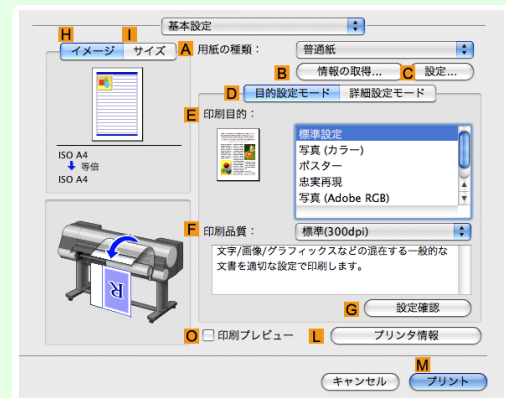 基本設定
H I
イメージ サイズ A 用紙の種類： 普通紙
B 情報の取得... C 設定...
D 目的設定モード 詳細設定モード
E 印刷目的：
標準設定
写真 (カラー)
ポスター
忠実再現
写真 (Adobe RGB)
ISO A4
等倍
ISO A4
F 印刷品質： 標準(300dpi)
文字/画像/グラフィックスなどの混在する一般的な
文書を適切な設定で印刷します。
R
G 設定確認
O 印刷プレビュー L プリンタ情報
M
キャンセル プリント